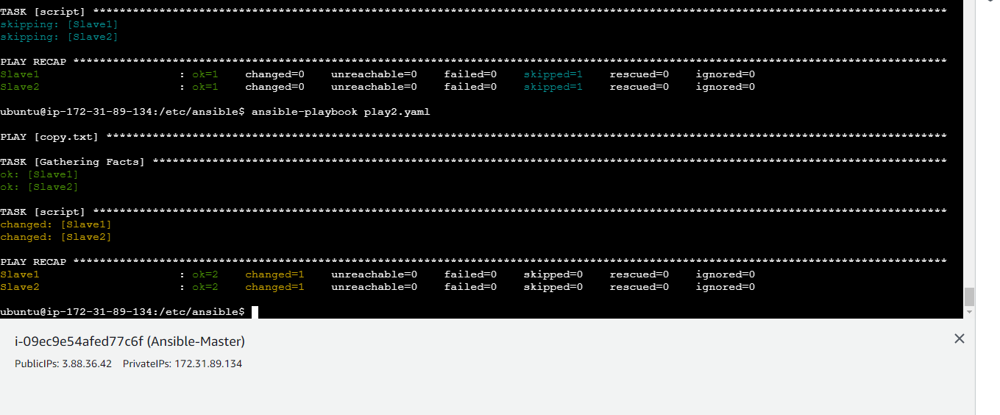 TASK [script] ************************************************************************************************************************************
skipping: [Slave1]
skipping: [Slave2]
PLAY RECAP ***************************************************************************************************************************************
Slave1 : ok=1 changed=0 unreachable=0 failed=0 skipped=1 rescued=0 ignored=0
Slave2 : ok=1 changed=0 unreachable=0 failed=0 skipped=1 rescued=0 ignored=0
ubuntu@ip-172-31-89-134:/etc/ansible$ ansible-playbook play2.yaml
PLAY [copy.txt] **********************************************************************************************************************************
TASK [Gathering Facts] ***************************************************************************************************************************
ok: [Slave1]
ok: [Slave2]
TASK [script] ************************************************************************************************************************************
changed: [Slave1]
changed: [Slave2]
PLAY RECAP ***************************************************************************************************************************************
Slave1 : ok=2 changed=1 unreachable=0 failed=0 skipped=0 rescued=0 ignored=0
Slave2 : ok=2 changed=1 unreachable=0 failed=0 skipped=0 rescued=0 ignored=0
ubuntu@ip-172-31-89-134:/etc/ansible$
i-09ec9e54afed77c6f (Ansible-Master)
PublicIPs: 3.88.36.42 PrivateIPs: 172.31.89.134